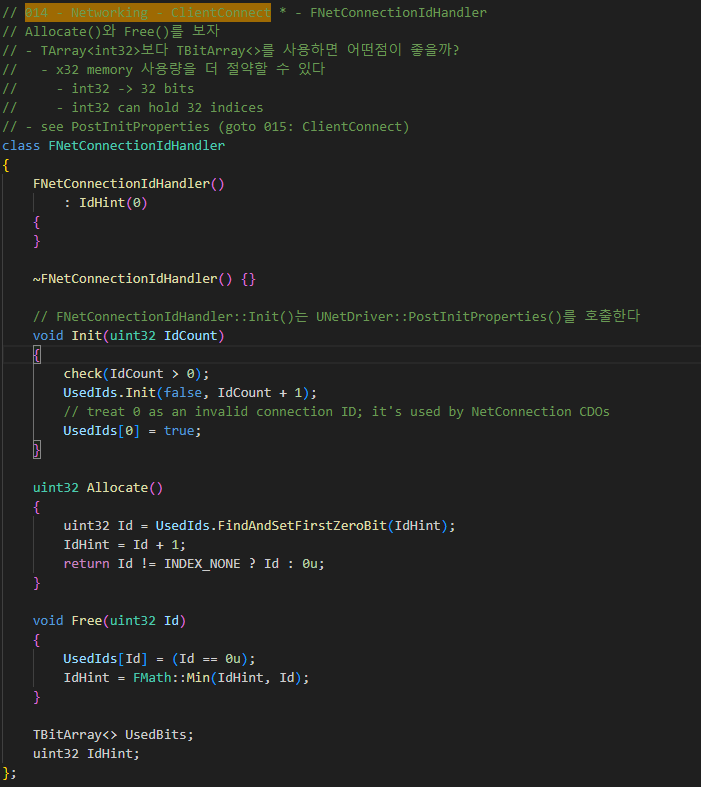 // 014 - Networking - ClientConnect * - FNetConnectionIdHandler
// Allocate()와 Free()를 보자
// - TArray<int32>보다 TBitArray<>를 사용하면 어떤점이 좋을까?
//   - x32 memory 사용량을 더 절약할 수 있다
//     - int32 -> 32 bits
//     - int32 can hold 32 indices
// - see PostInitProperties (goto 015: ClientConnect)
class FNetConnectionIdHandler
{
    FNetConnectionIdHandler()
        : IdHint(0)
    {
    }

    ~FNetConnectionIdHandler() {}

    // FNetConnectionIdHandler::Init()는 UNetDriver::PostInitProperties()를 호출한다
    void Init(uint32 IdCount)
    {
        check(IdCount > 0);
        UsedIds.Init(false, IdCount + 1);
        // treat 0 as an invalid connection ID; it's used by NetConnection CDOs
        UsedIds[0] = true;
    }

    uint32 Allocate()
    {
        uint32 Id = UsedIds.FindAndSetFirstZeroBit(IdHint);
        IdHint = Id + 1;
        return Id != INDEX_NONE ? Id : 0u;
    }

    void Free(uint32 Id)
    {
        UsedIds[Id] = (Id == 0u);
        IdHint = FMath::Min(IdHint, Id);
    }

    TBitArray<> UsedBits;
    uint32 IdHint;
};